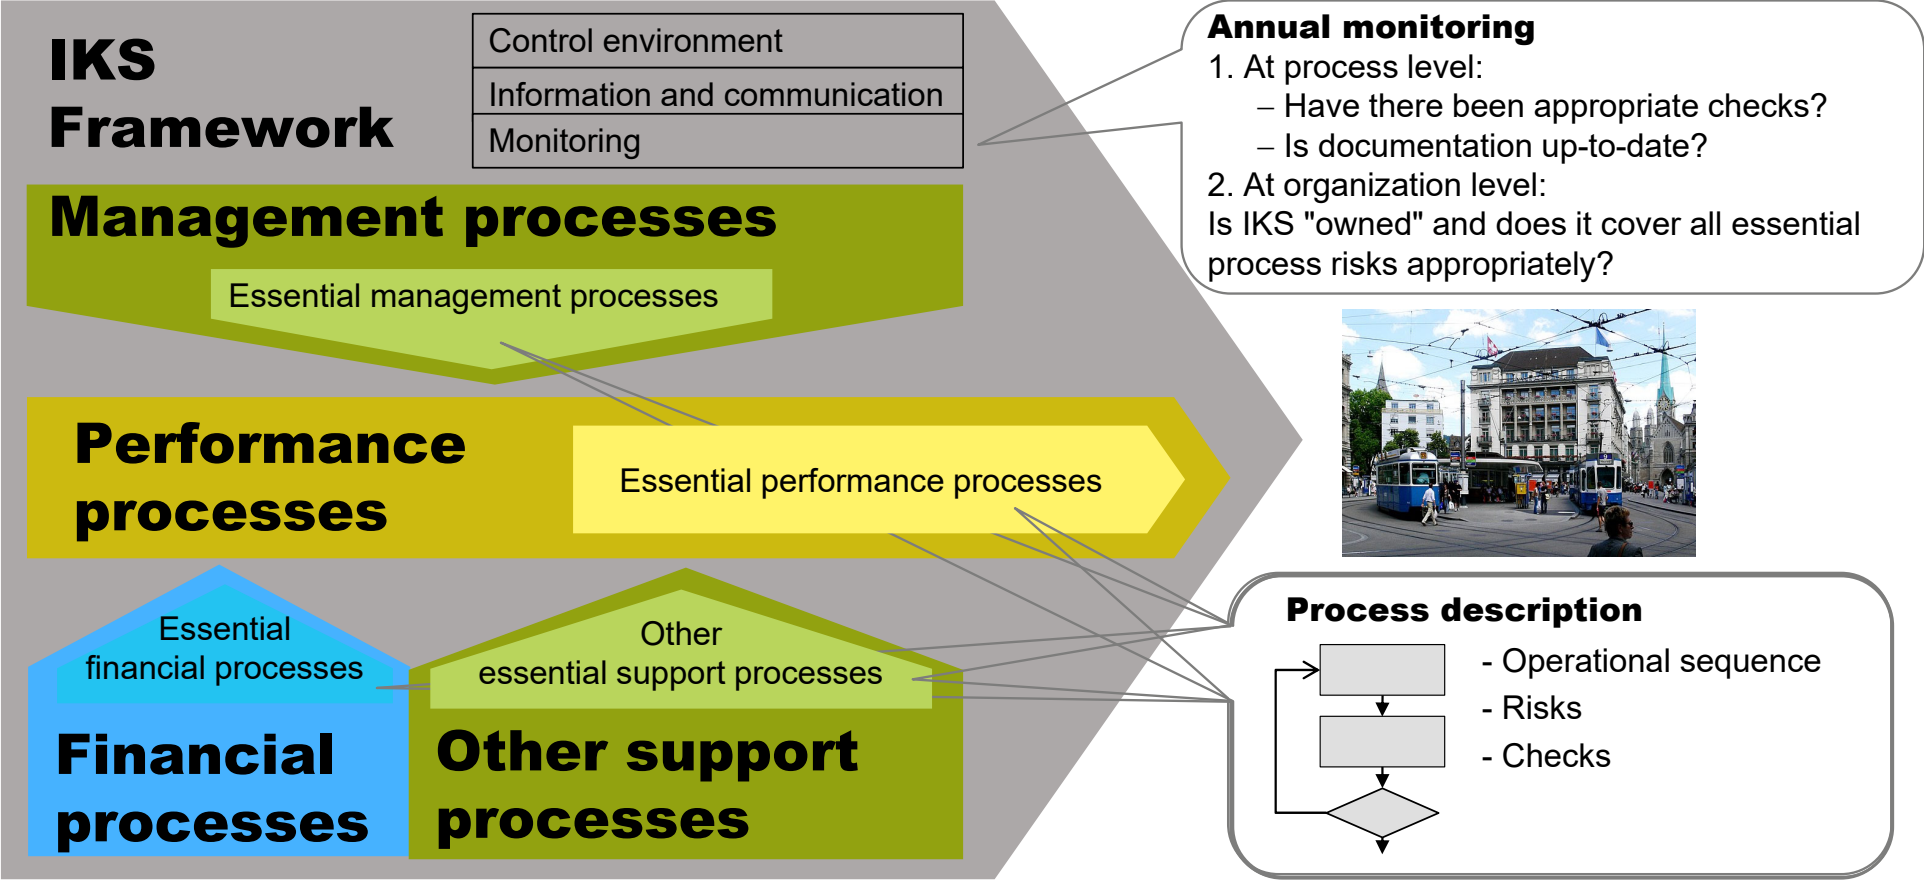 IKS
Framework
Control environment
Information and communication
Monitoring
Annual monitoring
1. At process level:
– Have there been appropriate checks?
– Is documentation up-to-date?
2. At organization level:
Is IKS "owned" and does it cover all essential
process risks appropriately?
Management processes
Essential management processes
Performance
processes
Essential performance processes
Essential
financial processes
Financial
processes
Other
essential support processes
Other support
processes
Process description
- Operational sequence
- Risks
- Checks